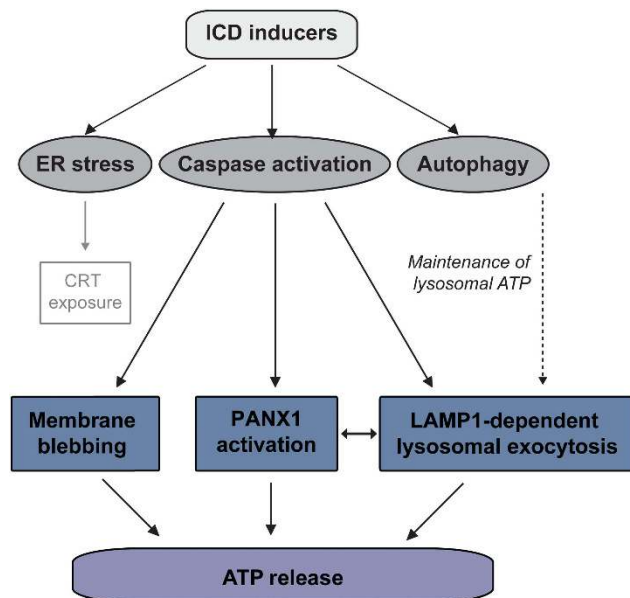 ICD inducers
ER stress
Caspase activation
Autophagy
CRT
exposure
Maintenance of
lysosomal ATP
Membrane
blebbing
PANX1
activation
LAMP1-dependent
lysosomal exocytosis
ATP release